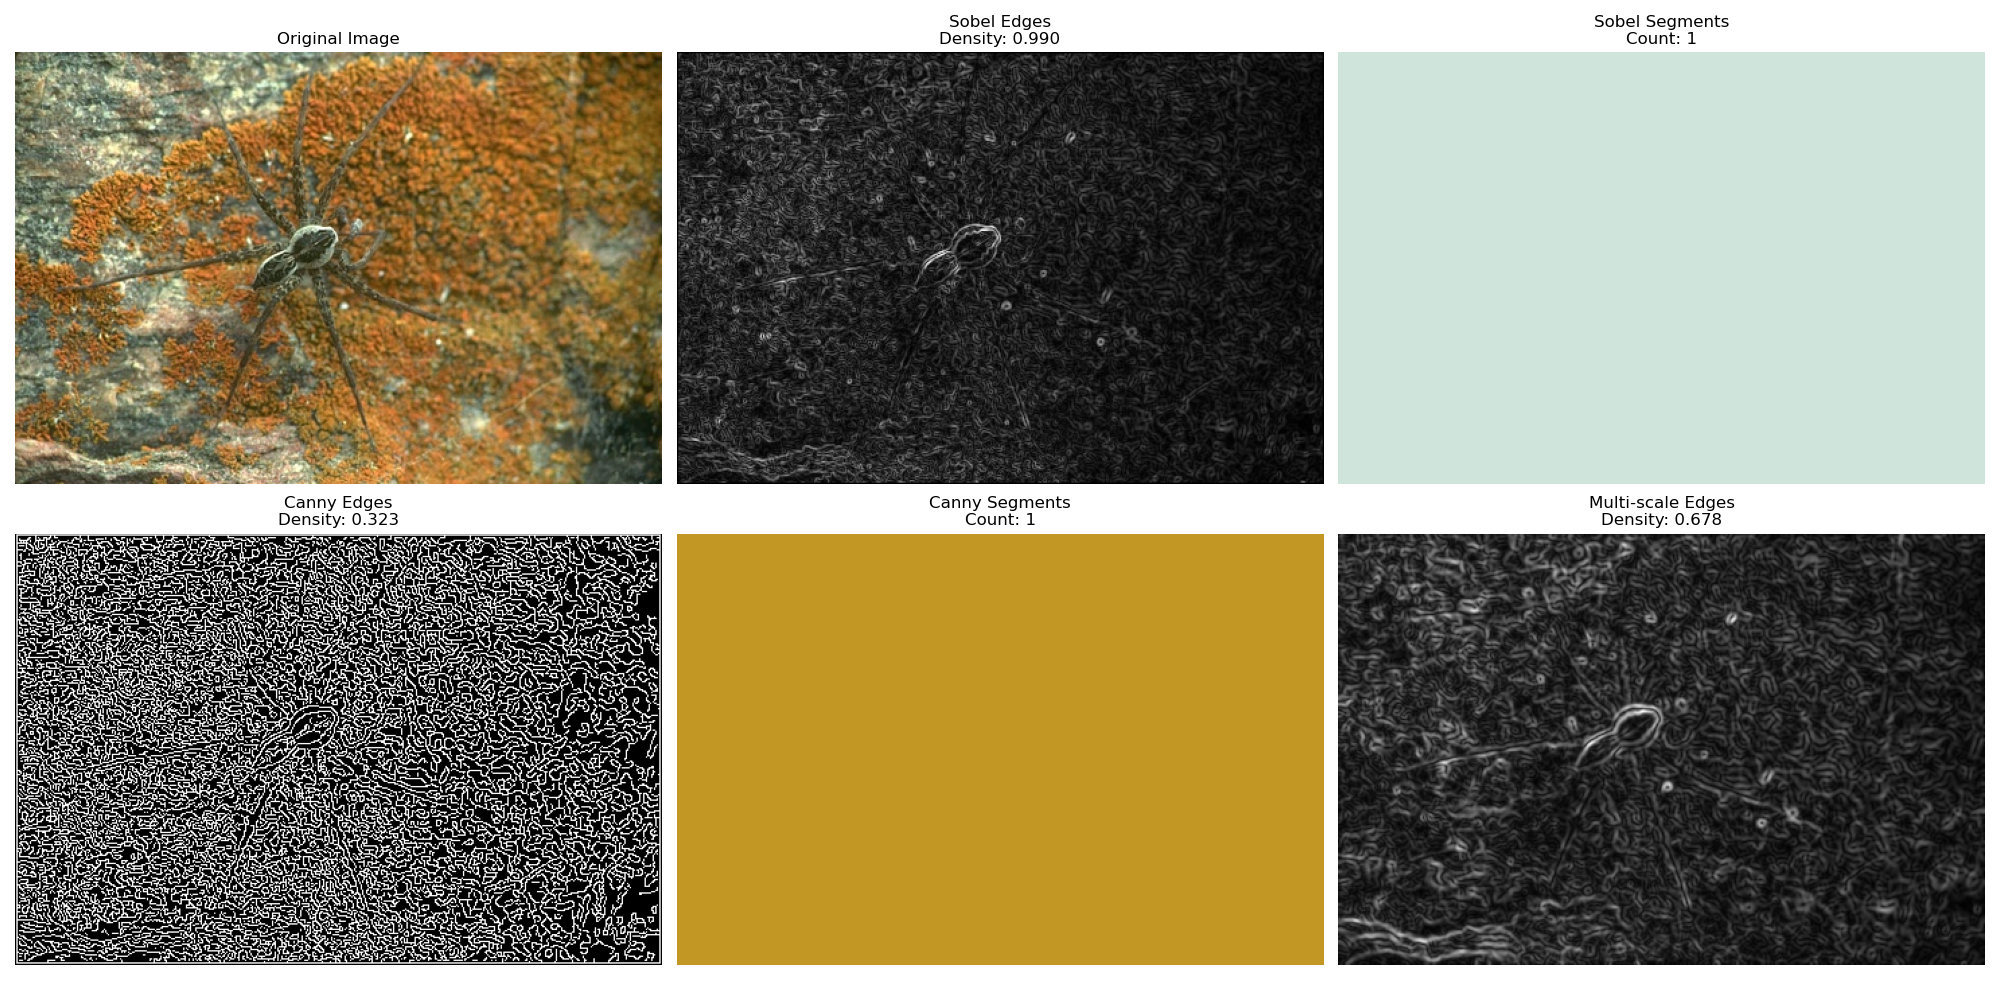 Original Image
Sobel Edges
Density: 0.990
Sobel Segments
Count: 1
Canny Edges
Density: 0.323
Canny Segments
Count: 1
Multi-scale Edges
Density: 0.678